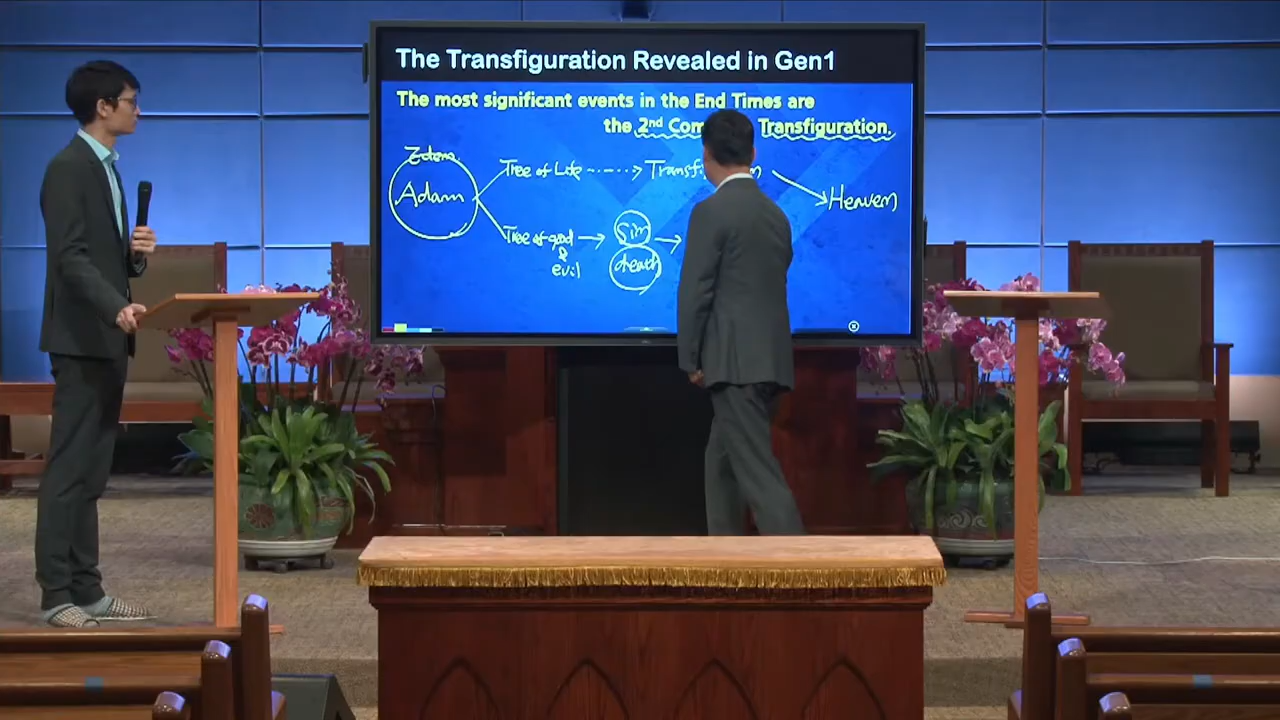 The Transfiguration Revealed in Gen1
The most significant events in the End Times are
the 2nd Com Transfiguration.
Adam
Tree of Life Transf
Heaven
Tree of good
&
evil
Sin
death